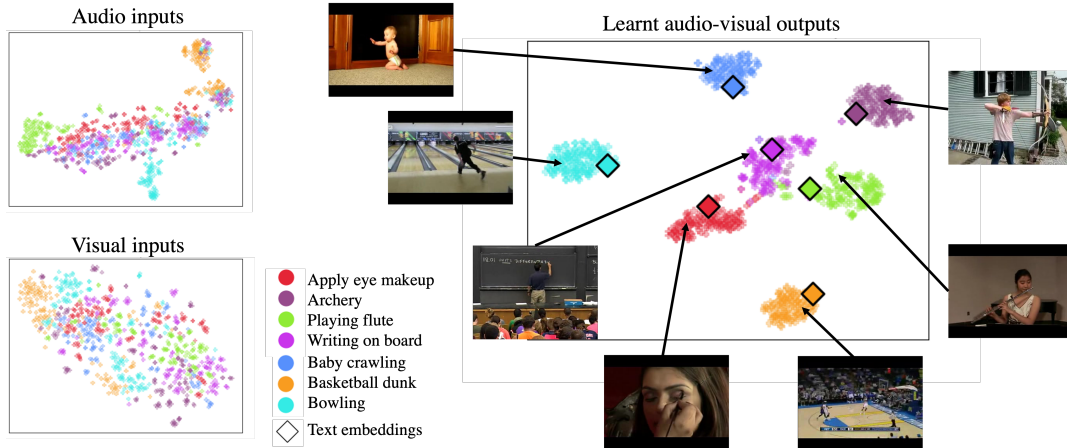 Audio inputs
Learnt audio-visual outputs
Visual inputs
Apply eye makeup
Archery
Playing flute
Writing on board
Baby crawling
Basketball dunk
Bowling
Text embeddings